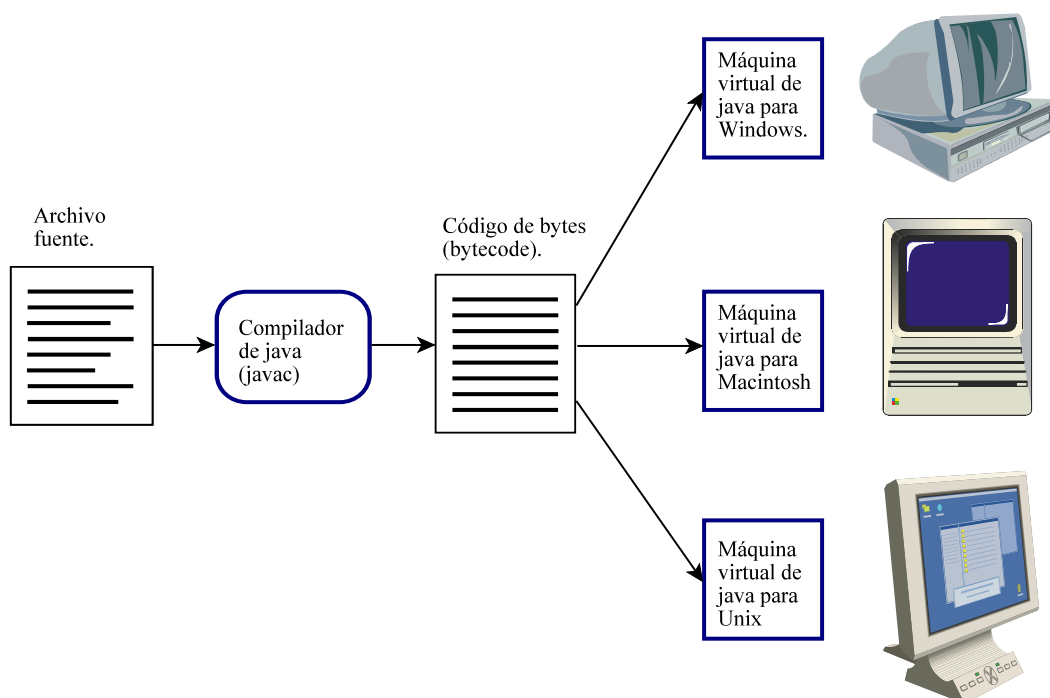 Archivo
fuente.
Compilador
de java
(javac)
Código de bytes
(bytecode).
Máquina
virtual de
java para
Windows.
Máquina
virtual de
java para
Macintosh
Máquina
virtual de
java para
Unix